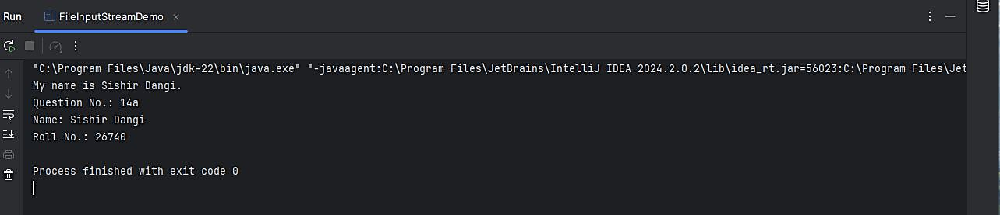 Run FileInputStreamDemo
"C:\Program Files\Java\jdk-22\bin\java.exe" "-javaagent:C:\Program Files\JetBrains\IntelliJ IDEA 2024.2.0.2\lib\idea_rt.jar=56023:C:\Program Files\Jet
My name is Sishir Dangi.
Question No.: 14a
Name: Sishir Dangi
Roll No.: 26740
Process finished with exit code 0